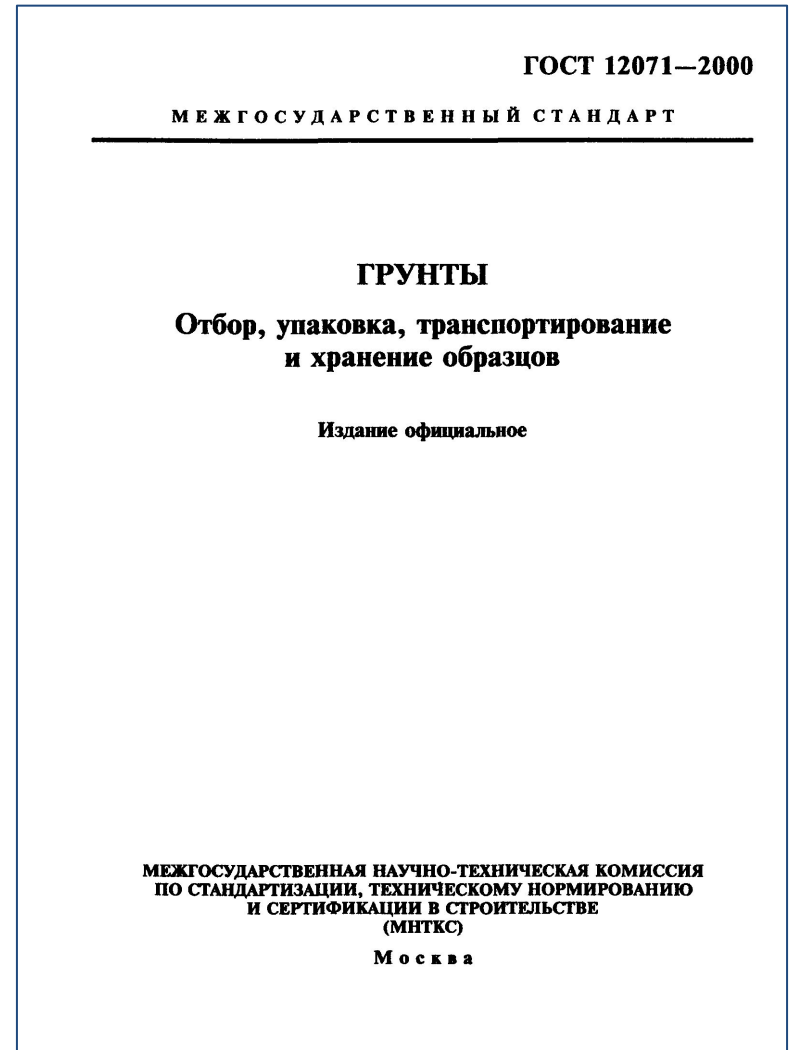 ГОСТ 12071—2000
МЕЖГОСУДАРСТВЕННЫЙ СТАНДАРТ
ГРУНТЫ
Отбор, упаковка, транспортирование
и хранение образцов
Издание официальное
МЕЖГОСУДАРСТВЕННАЯ НАУЧНО-ТЕХНИЧЕСКАЯ КОМИССИЯ
ПО СТАНДАРТИЗАЦИИ, ТЕХНИЧЕСКОМУ НОРМИРОВАНИЮ
И СЕРТИФИКАЦИИ В СТРОИТЕЛЬСТВЕ
(МНТКС)
Москва